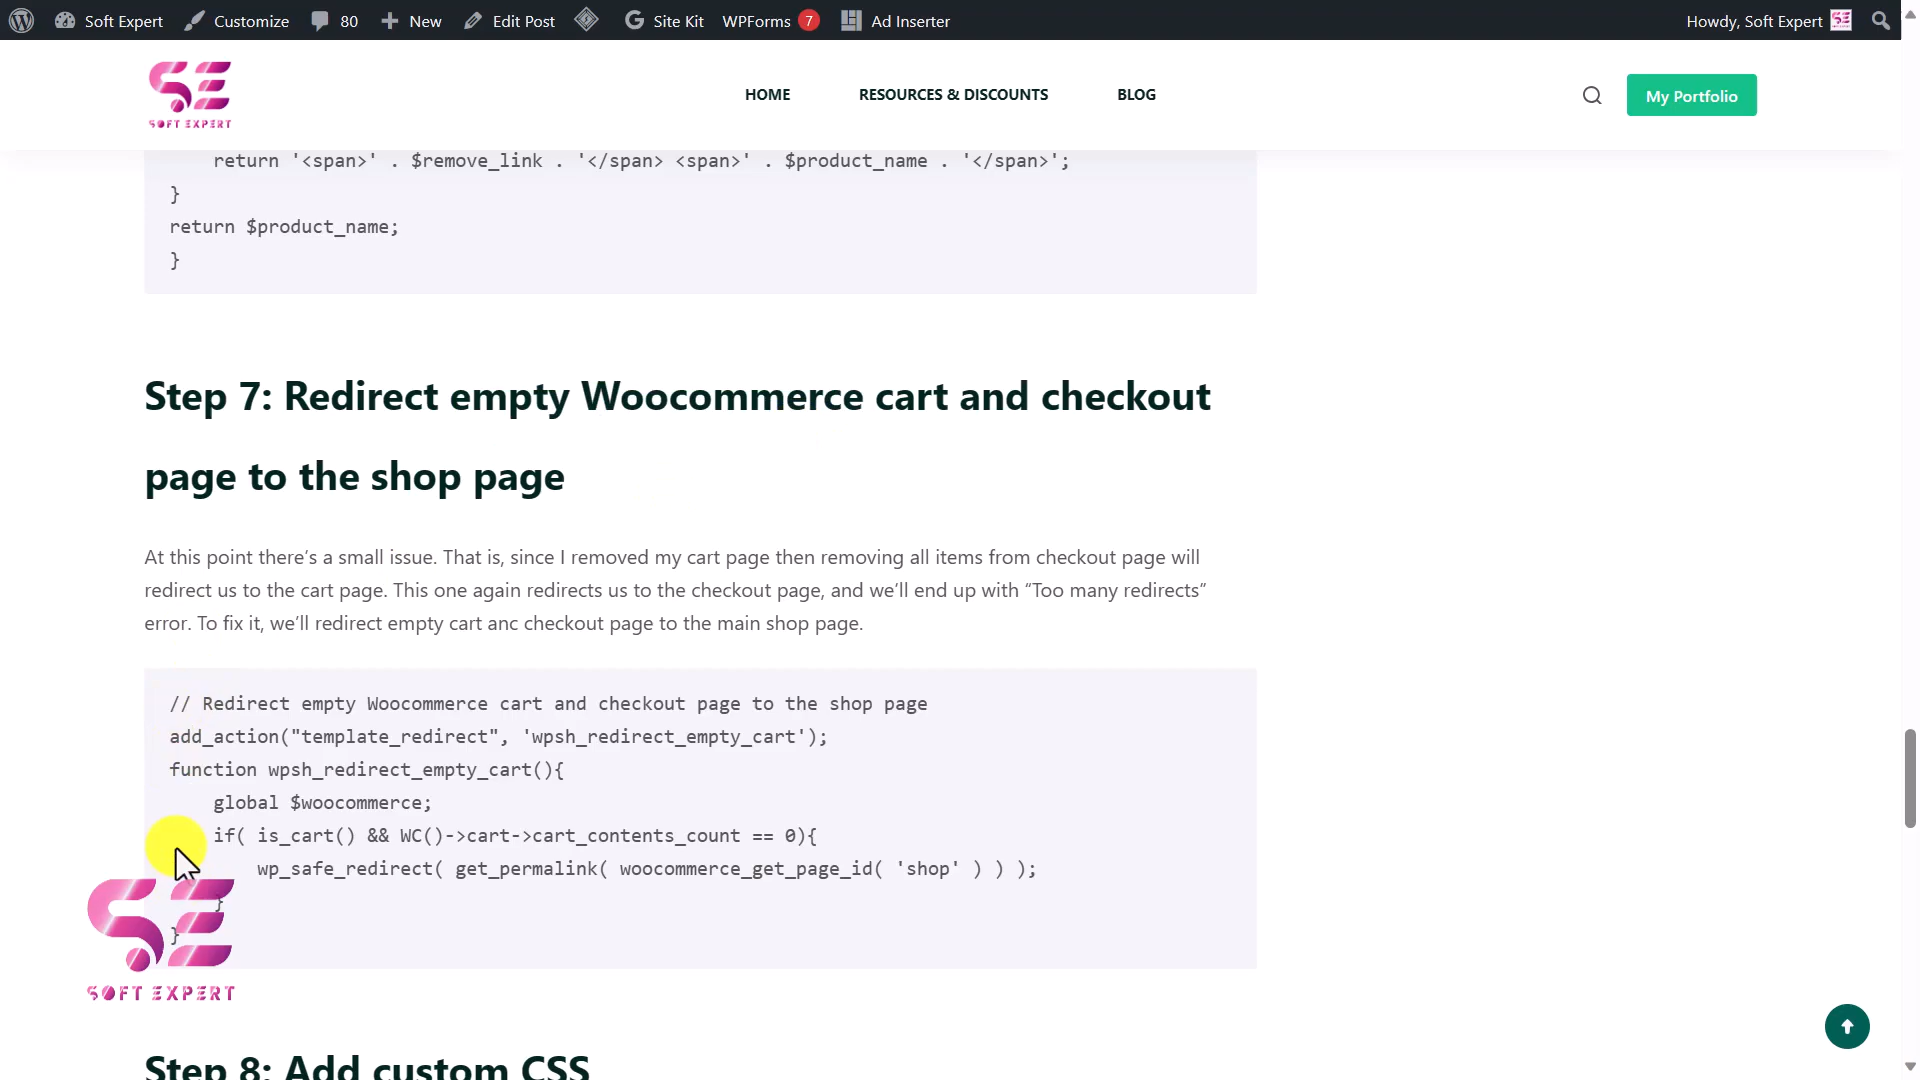 Soft Expert Customize 80 New Edit Post Site Kit WPForms 7 Ad Inserter Howdy, Soft Expert
SOFT EXPERT
HOME RESOURCES & DISCOUNTS BLOG My Portfolio
return '<span>' . $remove_link . '</span> <span>' . $product_name . '</span>';
}
return $product_name;
}
Step 7: Redirect empty Woocommerce cart and checkout
page to the shop page
At this point there’s a small issue. That is, since I removed my cart page then removing all items from checkout page will
redirect us to the cart page. This one again redirects us to the checkout page, and we’ll end up with “Too many redirects”
error. To fix it, we’ll redirect empty cart anc checkout page to the main shop page.
// Redirect empty Woocommerce cart and checkout page to the shop page
add_action("template_redirect", 'wpsh_redirect_empty_cart');
function wpsh_redirect_empty_cart(){
global $woocommerce;
if( is_cart() && WC()->cart->cart_contents_count == 0){
wp_safe_redirect( get_permalink( woocommerce_get_page_id( 'shop' ) ) );
}
}
SE
SOFT EXPERT
Step 8: Add custom CSS